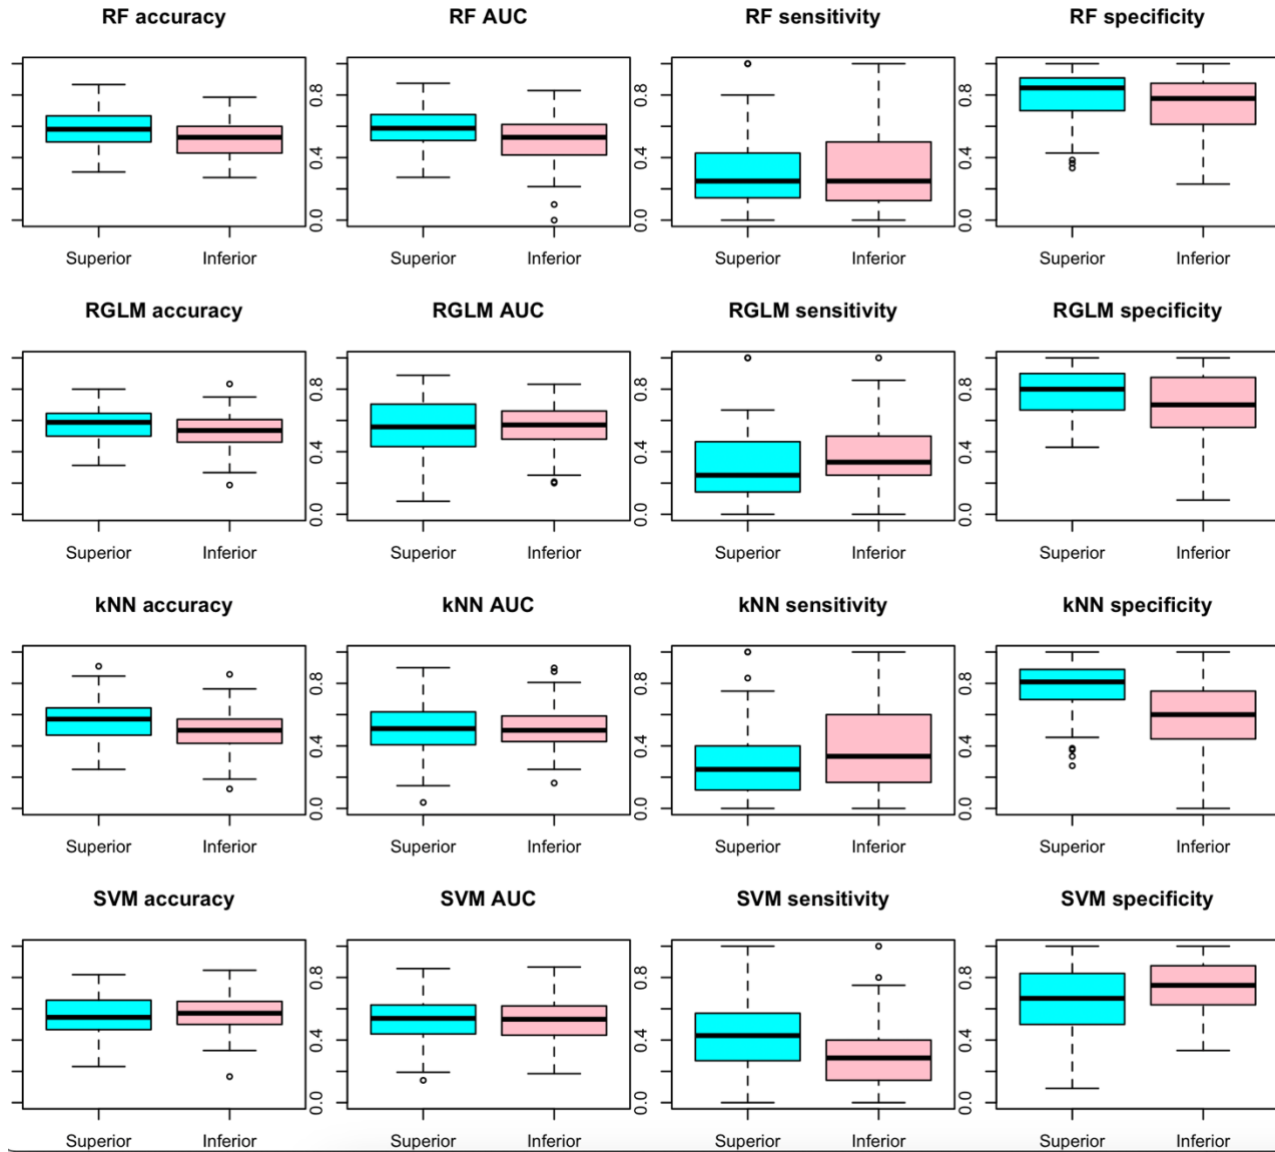 RF accuracy RF AUC RF sensitivity RF specificity
0.0 0.4 0.8 0.0 0.4 0.8 0.0 0.4 0.8
Superior Inferior Superior Inferior Superior Inferior Superior Inferior
RGLM accuracy RGLM AUC RGLM sensitivity RGLM specificity
0.0 0.4 0.8 0.0 0.4 0.8 0.0 0.4 0.8
Superior Inferior Superior Inferior Superior Inferior Superior Inferior
kNN accuracy kNN AUC kNN sensitivity kNN specificity
0.0 0.4 0.8 0.0 0.4 0.8 0.0 0.4 0.8
Superior Inferior Superior Inferior Superior Inferior Superior Inferior
SVM accuracy SVM AUC SVM sensitivity SVM specificity
0.0 0.4 0.8 0.0 0.4 0.8 0.0 0.4 0.8
Superior Inferior Superior Inferior Superior Inferior Superior Inferior